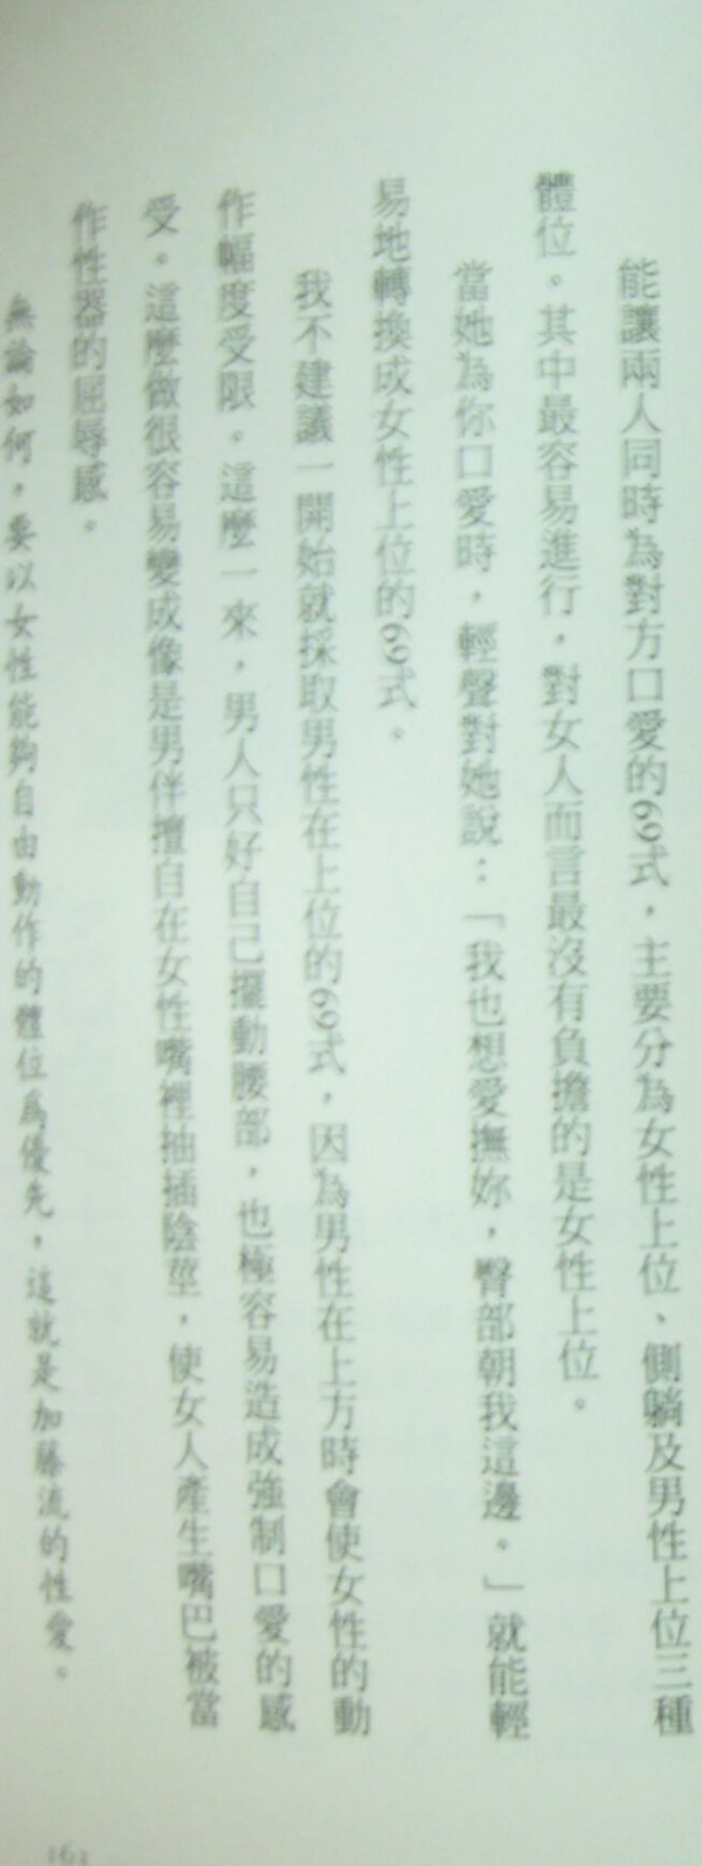 能讓兩人同時為對方口愛的69式，主要分為女性上位、側躺及男性上位三種
體位。其中最容易進行，對女人而言最沒有負擔的是女性上位。
當她為你口愛時，輕聲對她說：「我也想愛撫妳，臀部朝我這邊。」就能輕
易地轉換成女性上位的69式。
我不建議一開始就採取男性在上位的69式，因為男性在上方時會使女性的動
作幅度受限。這麼一來，男人只好自己擺動腰部，也極容易造成強制口愛的感
受。這麼做很容易變成像是男伴擅自在女性嘴裡抽插陰莖，使女人產生嘴巴被當
作性器的屈辱感。
無論如何，要以女性能夠自由動作的體位為優先，這就是加藤流的性愛。
163